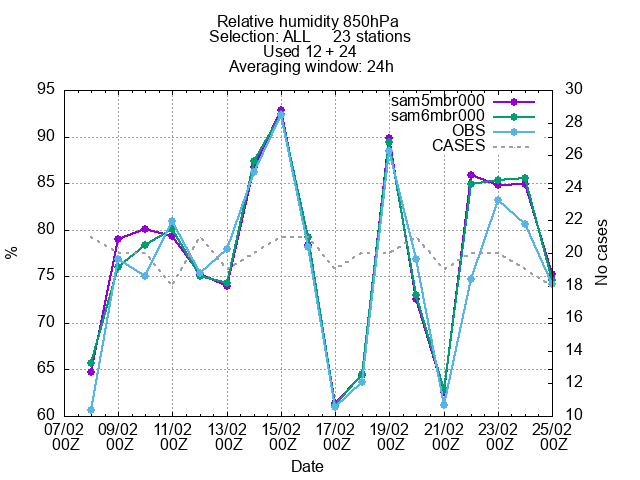 Relative humidity 850hPa
Selection: ALL 23 stations
Used 12 + 24
Averaging window: 24h
sam5mbr000
sam6mbr000
OBS
CASES
%
95
90
85
80
75
70
65
60
No cases
30
28
26
24
22
20
18
16
14
12
10
07/02 09/02 11/02 13/02 15/02 17/02 19/02 21/02 23/02 25/02
00Z 00Z 00Z 00Z 00Z 00Z 00Z 00Z 00Z 00Z
Date